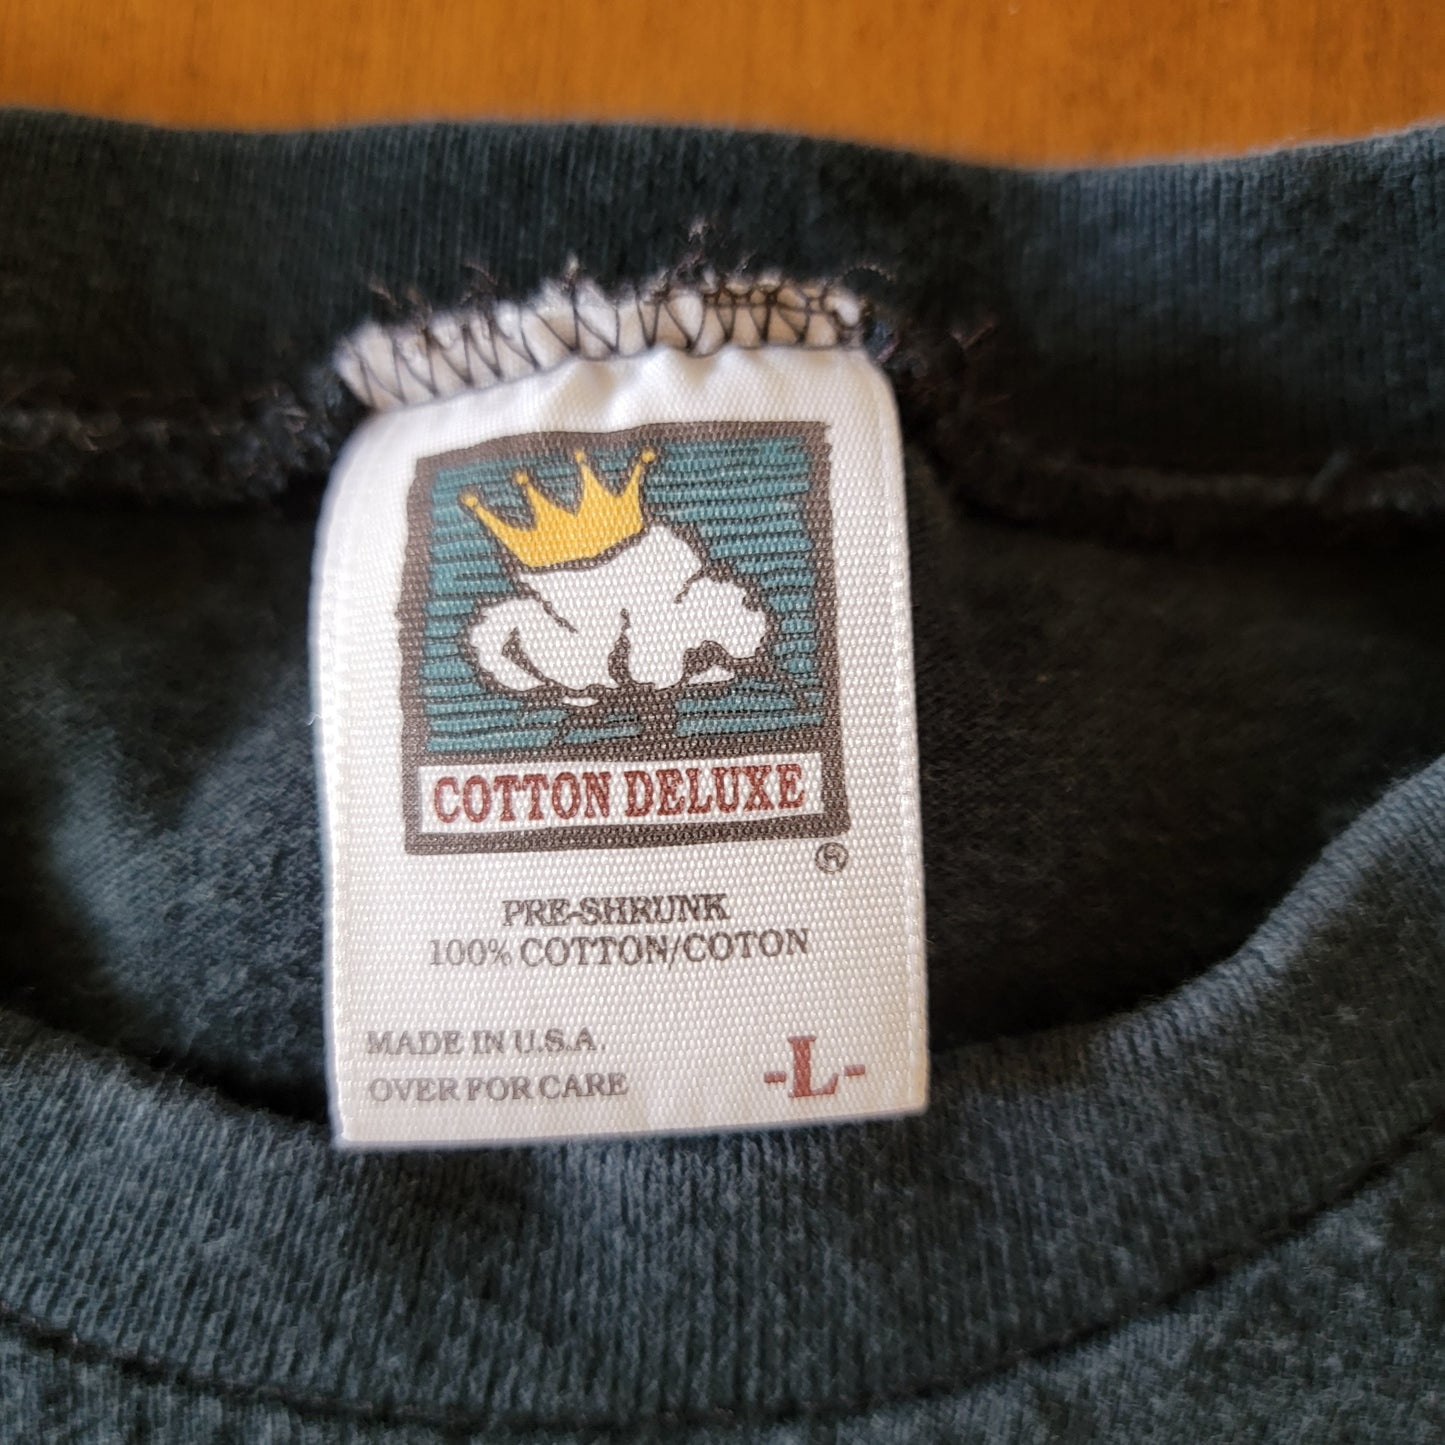 COTTON DELUXE
®
PRE-SHRUNK
100% COTTON/COTON
MADE IN U.S.A.
OVER FOR CARE
-L-